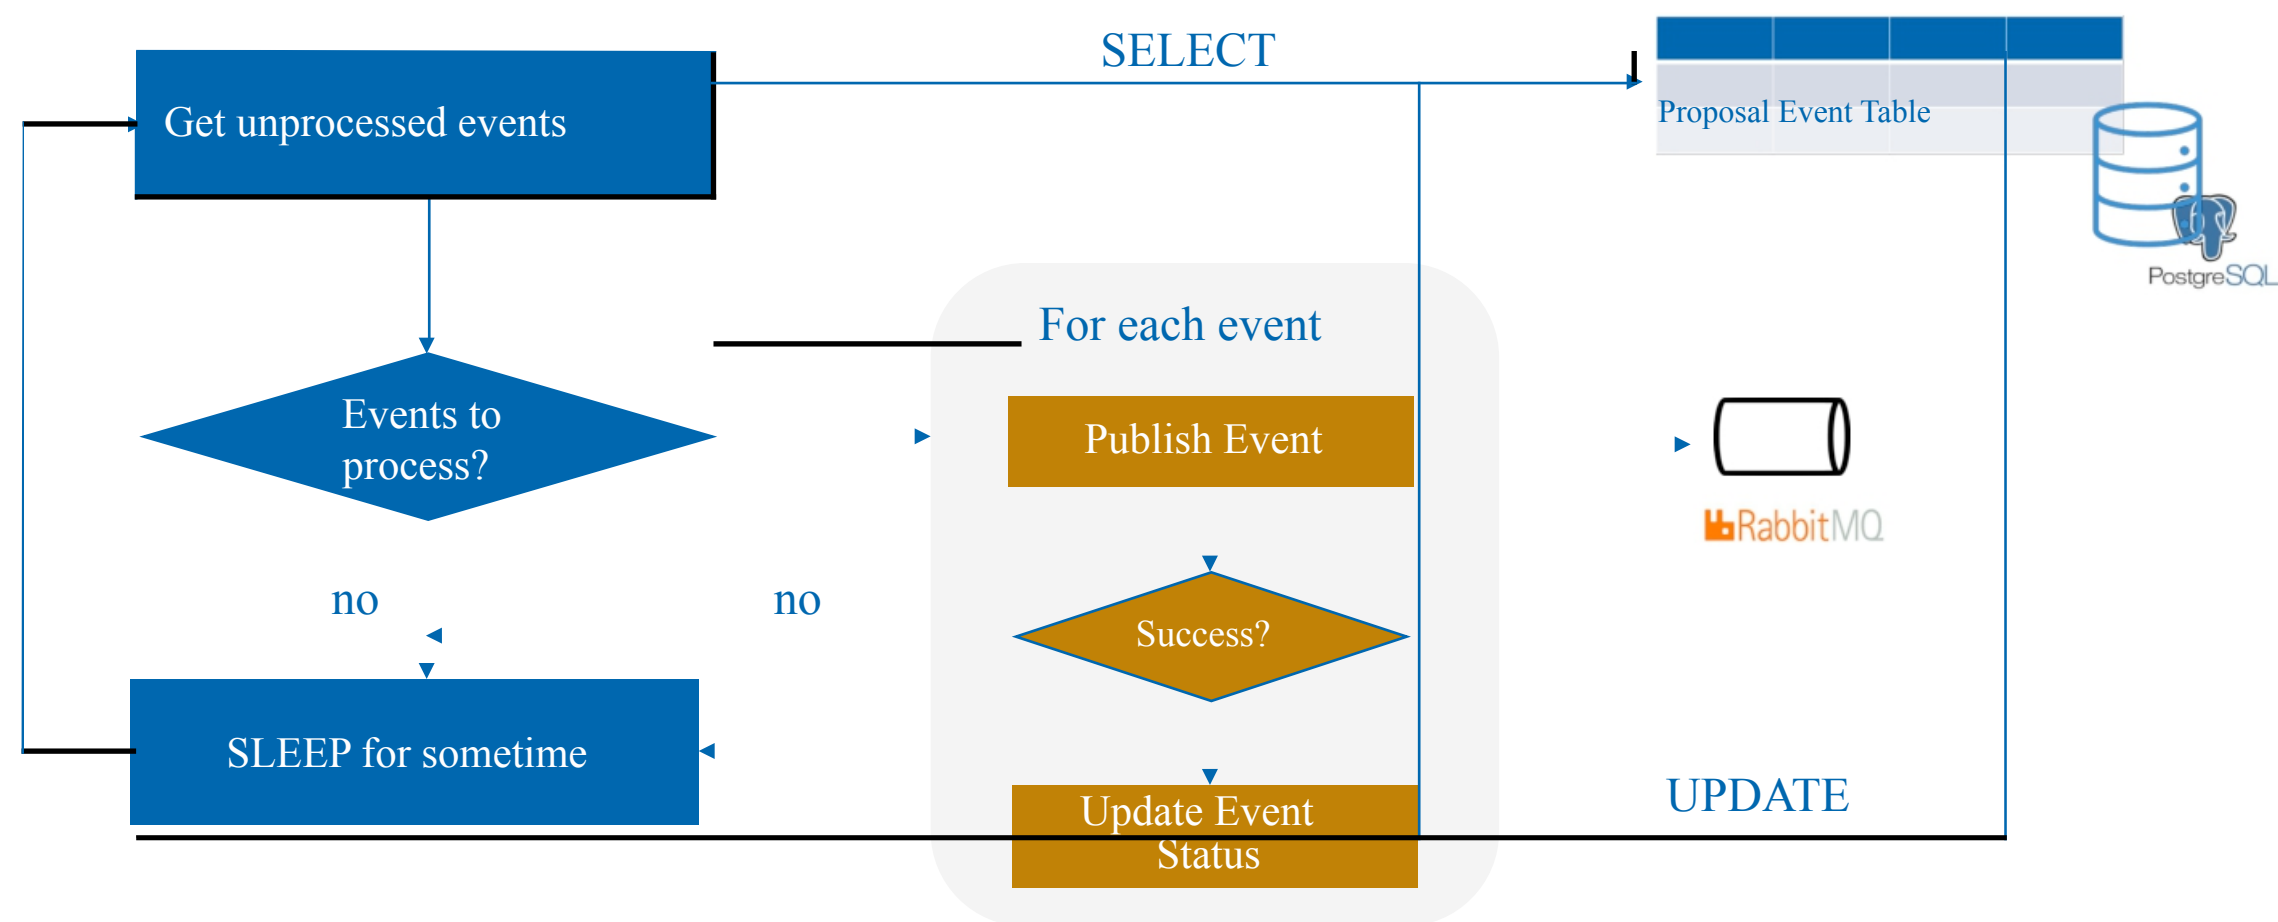 SELECT
Get unprocessed events
Proposal Event Table
PostgreSQL
For each event
Events to
process?
Publish Event
RabbitMQ
no
no
Success?
SLEEP for sometime
UPDATE
Update Event
Status